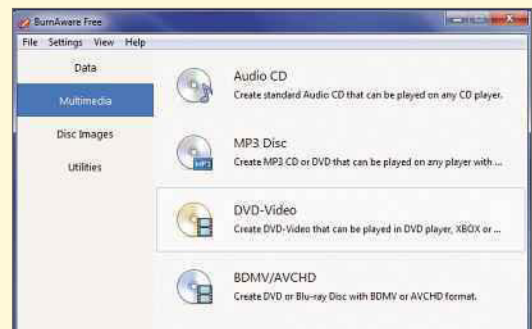 BurnAware Free
File Settings View Help
Data
Multimedia
Disc Images
Utilities
Audio CD
Create standard Audio CD that can be played on any CD player.
MP3 Disc
Create MP3 CD or DVD that can be played on any player with ...
MP3
DVD-Video
Create DVD-Video that can be played in DVD player, XBOX or ...
BDMV/AVCHD
Create DVD or Blu-ray Disc with BDMV or AVCHD format.